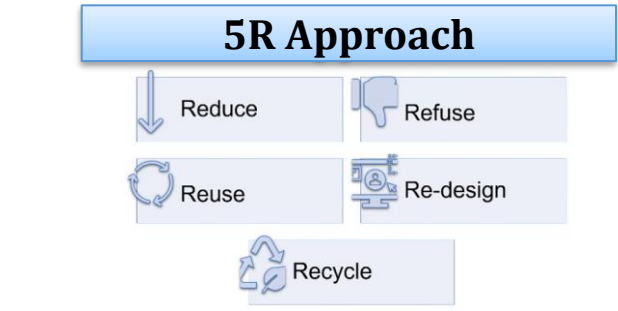 5R Approach
Reduce
Refuse
Reuse
Re-design
Recycle